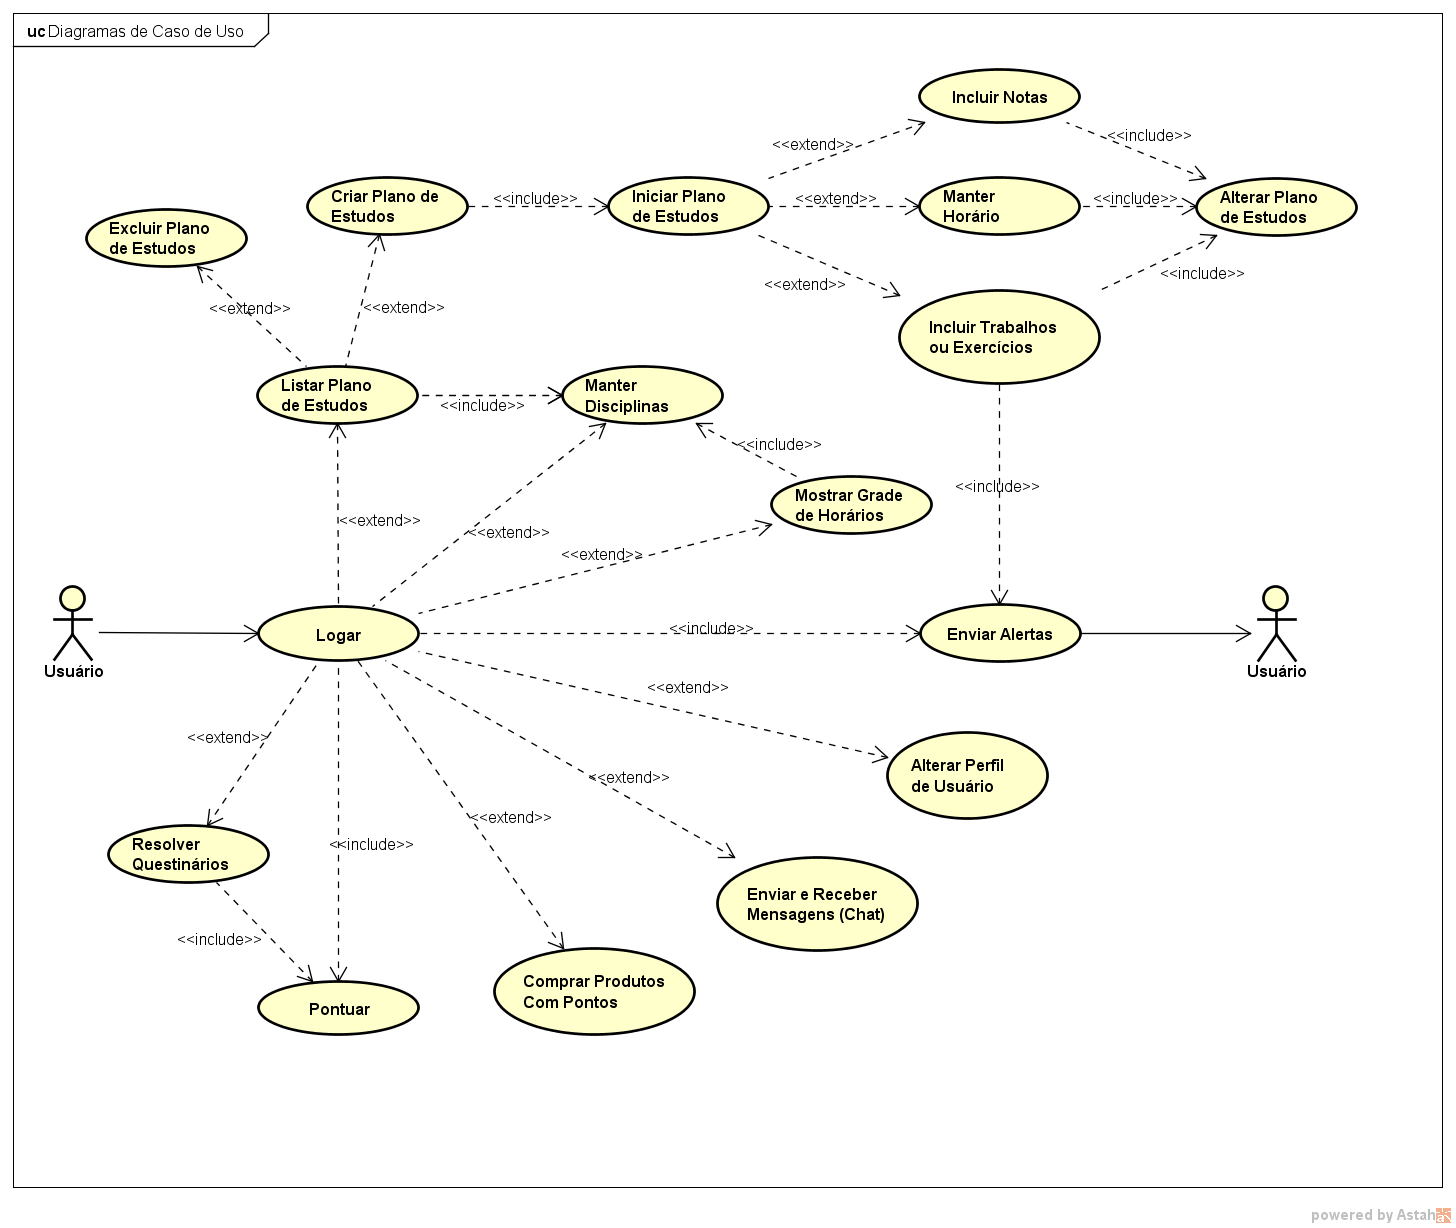 uc Diagramas de Caso de Uso
Incluir Notas
<<extend>>
<<include>>
Criar Plano de
Estudos
<<include>>
Iniciar Plano
de Estudos
<<extend>>
Manter
Horário
<<include>>
Alterar Plano
de Estudos
Excluir Plano
de Estudos
<<extend>>
<<extend>>
<<extend>>
<<include>>
Incluir Trabalhos
ou Exercícios
Listar Plano
de Estudos
<<include>>
Manter
Disciplinas
<<include>>
Mostrar Grade
de Horários
<<include>>
<<extend>>
<<extend>>
<<extend>>
Usuário
Logar
<<include>>
Enviar Alertas
Usuário
<<extend>>
<<extend>>
<<extend>>
<<extend>>
Alterar Perfil
de Usuário
<<include>>
Resolver
Questinários
Enviar e Receber
Mensagens (Chat)
<<include>>
Comprar Produtos
Com Pontos
Pontuar
powered by Astah